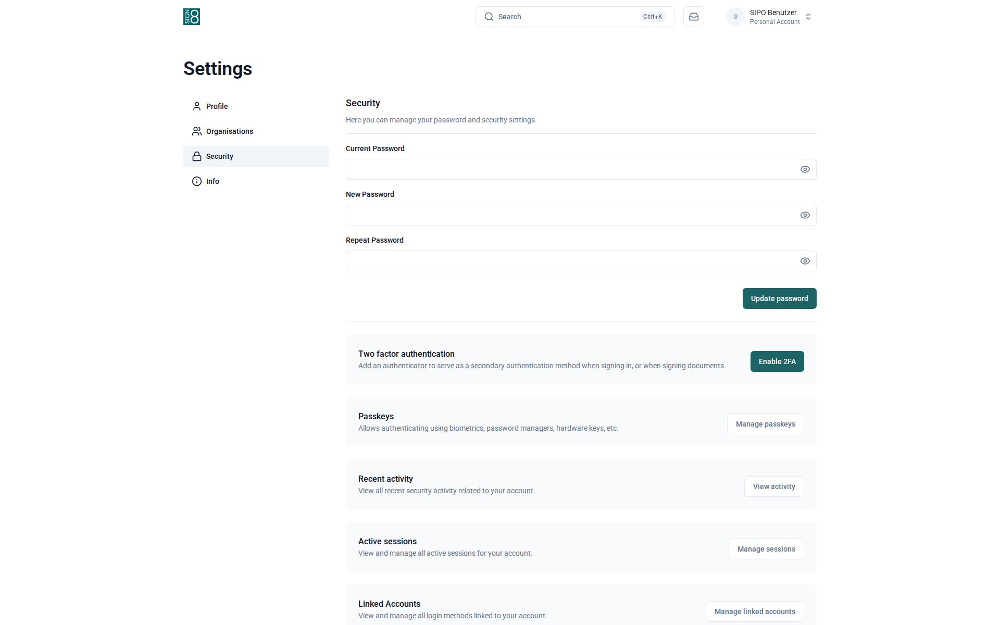 SIGN8
Search
Ctrl+K
S
SIPO Benutzer
Personal Account
Settings
Profile
Organisations
Security
Info
Security
Here you can manage your password and security settings.
Current Password
New Password
Repeat Password
Update password
Two factor authentication
Add an authenticator to serve as a secondary authentication method when signing in, or when signing documents.
Enable 2FA
Passkeys
Allows authenticating using biometrics, password managers, hardware keys, etc.
Manage passkeys
Recent activity
View all recent security activity related to your account.
View activity
Active sessions
View and manage all active sessions for your account.
Manage sessions
Linked Accounts
View and manage all login methods linked to your account.
Manage linked accounts